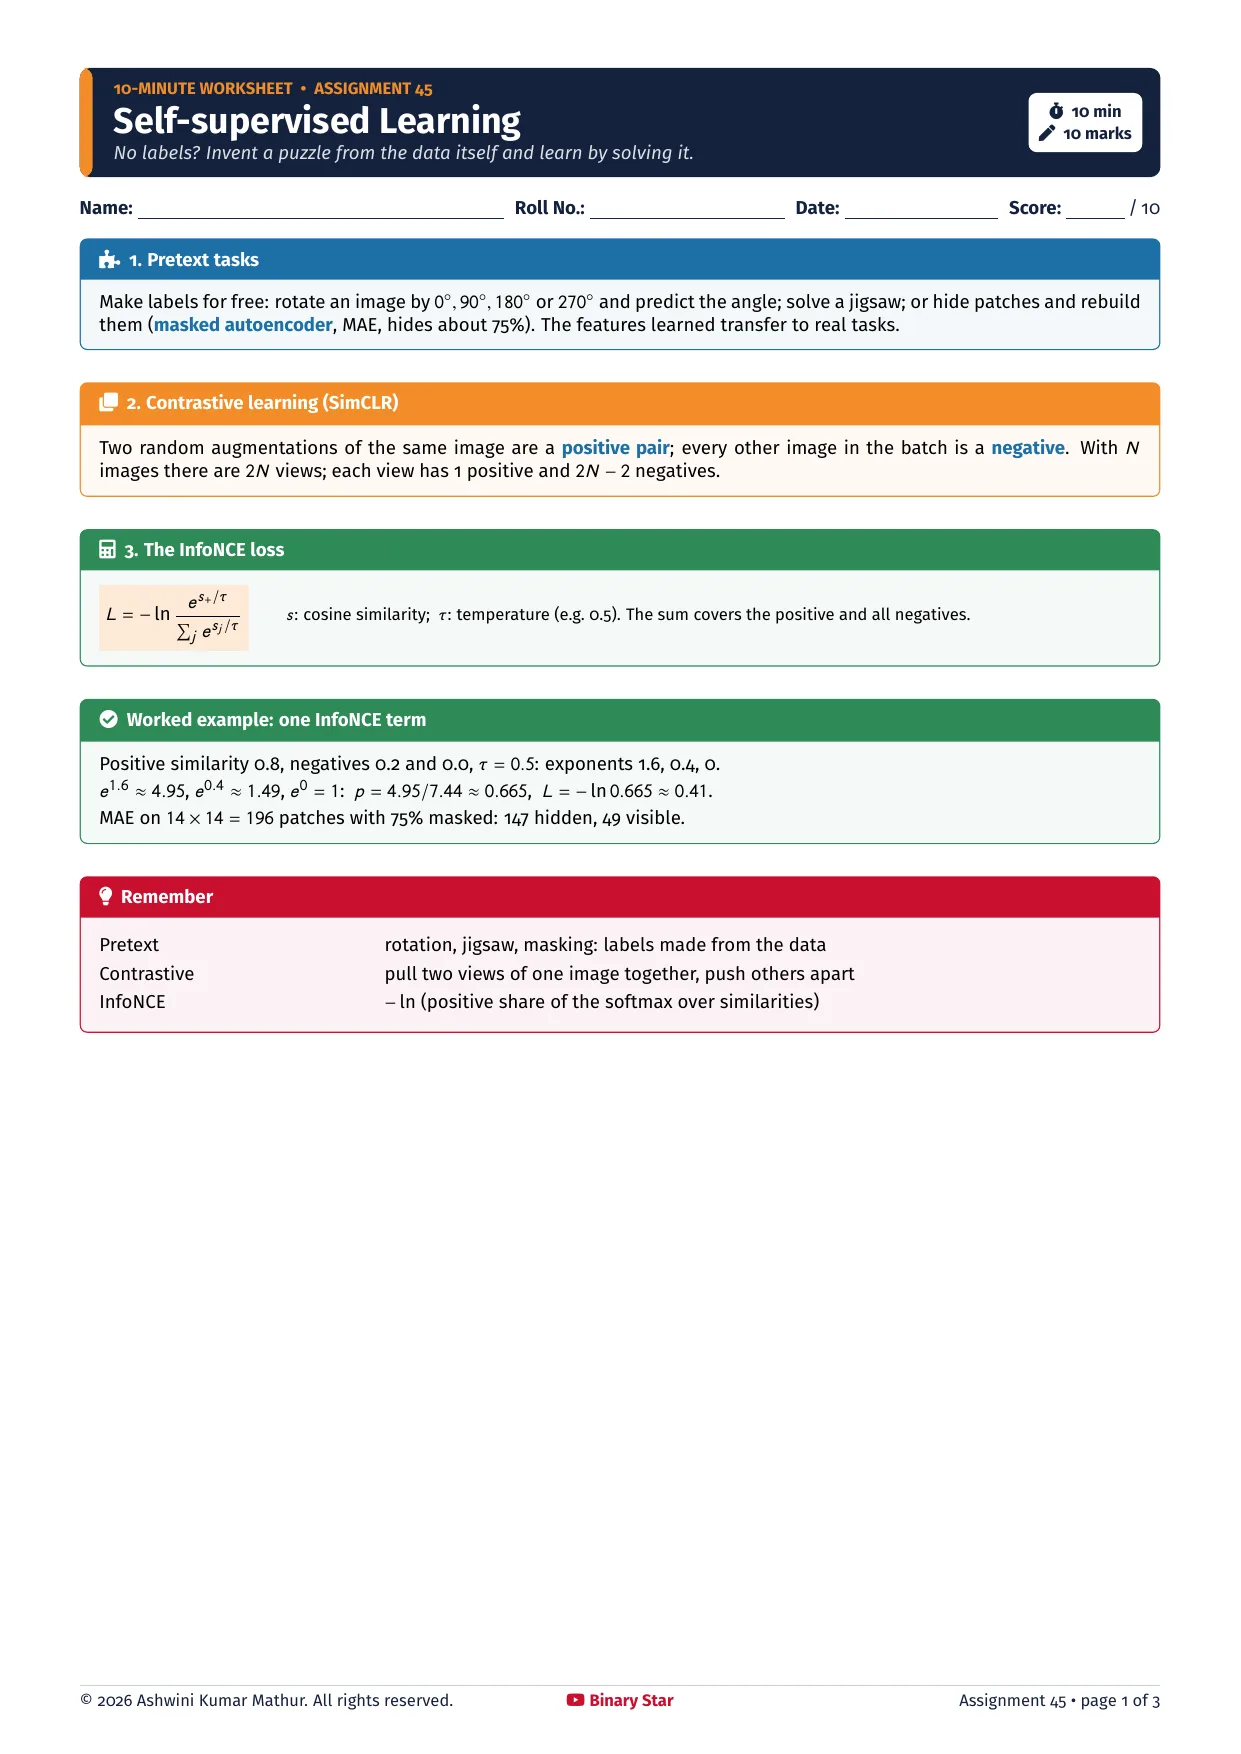 10-MINUTE WORKSHEET • ASSIGNMENT 45
Self-supervised Learning
No labels? Invent a puzzle from the data itself and learn by solving it.
10 min
10 marks
Name: Roll No.: Date: Score: / 10
1. Pretext tasks
Make labels for free: rotate an image by 0°, 90°, 180° or 270° and predict the angle; solve a jigsaw; or hide patches and rebuild
them (masked autoencoder, MAE, hides about 75%). The features learned transfer to real tasks.
2. Contrastive learning (SimCLR)
Two random augmentations of the same image are a positive pair; every other image in the batch is a negative. With N
images there are 2N views; each view has 1 positive and 2N − 2 negatives.
3. The InfoNCE loss
L = − ln e^{s₊/τ} / ∑_j e^{s_j/τ} s: cosine similarity; τ: temperature (e.g. 0.5). The sum covers the positive and all negatives.
Worked example: one InfoNCE term
Positive similarity 0.8, negatives 0.2 and 0.0, τ = 0.5: exponents 1.6, 0.4, 0.
e^{1.6} ≈ 4.95, e^{0.4} ≈ 1.49, e^{0} = 1: p = 4.95/7.44 ≈ 0.665, L = − ln 0.665 ≈ 0.41.
MAE on 14 × 14 = 196 patches with 75% masked: 147 hidden, 49 visible.
Remember
Pretext rotation, jigsaw, masking: labels made from the data
Contrastive pull two views of one image together, push others apart
InfoNCE − ln (positive share of the softmax over similarities)
© 2026 Ashwini Kumar Mathur. All rights reserved. Binary Star Assignment 45 • page 1 of 3